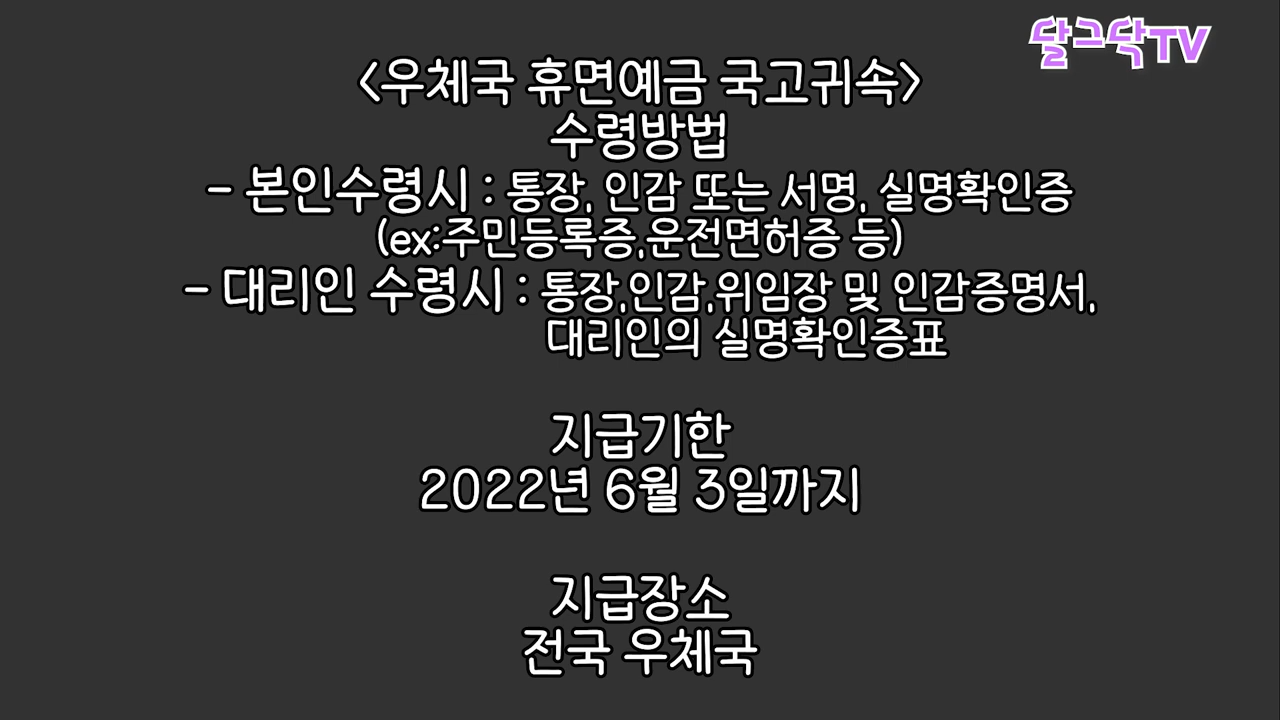 달그닥TV
<우체국 휴면예금 국고귀속>
수령방법
- 본인수령시 : 통장, 인감 또는 서명, 실명확인증
(ex:주민등록증,운전면허증 등)
- 대리인 수령시 : 통장,인감,위임장 및 인감증명서,
대리인의 실명확인증표
지급기한
2022년 6월 3일까지
지급장소
전국 우체국